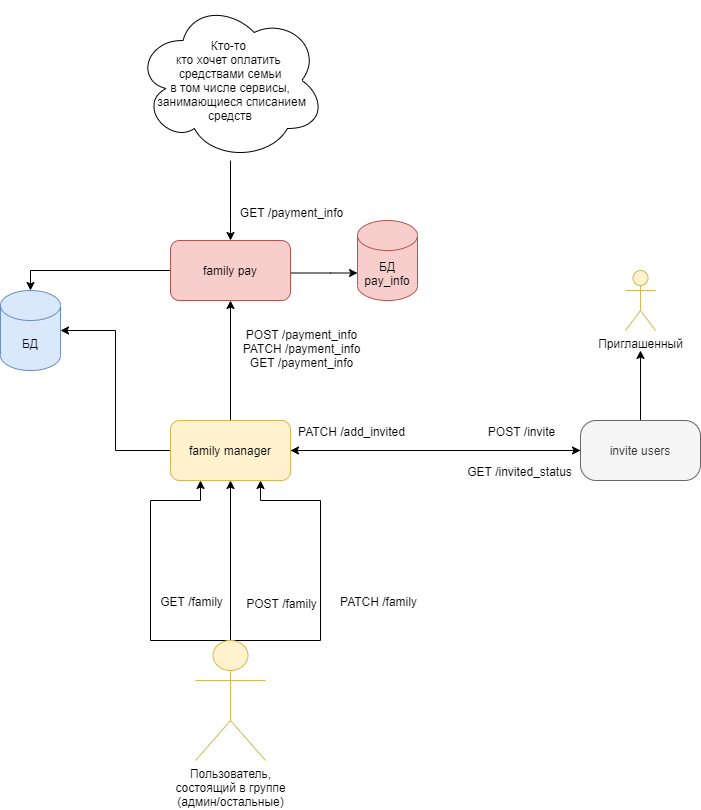 Кто-то
кто хочет оплатить
средствами семьи
в том числе сервисы,
занимающиеся списанием
средств
GET /payment_info
family pay
БД
pay_info
БД
POST /payment_info
PATCH /payment_info
GET /payment_info
Приглашенный
family manager
PATCH /add_invited
POST /invite
GET /invited_status
invite users
GET /family
POST /family
PATCH /family
Пользователь,
состоящий в группе
(админ/остальные)